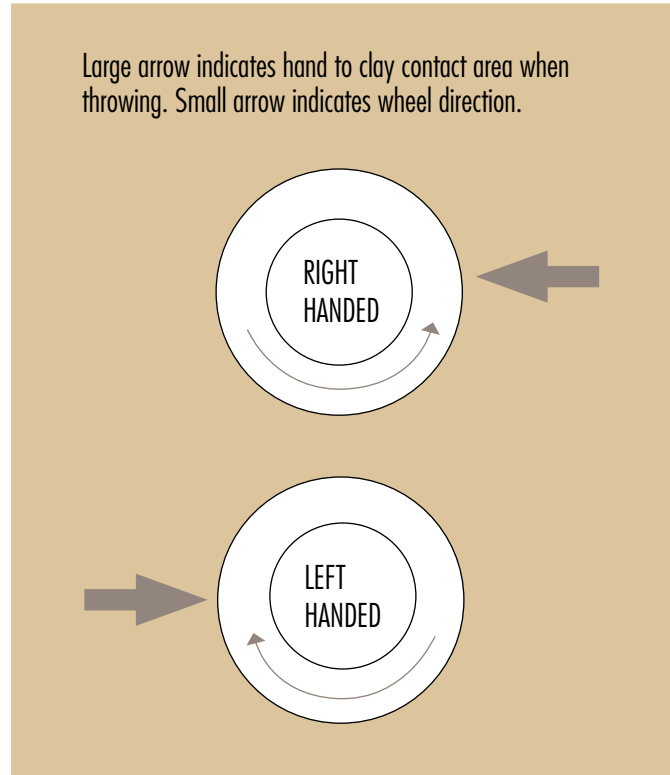 Large arrow indicates hand to clay contact area when
throwing. Small arrow indicates wheel direction.
RIGHT
HANDED
LEFT
HANDED